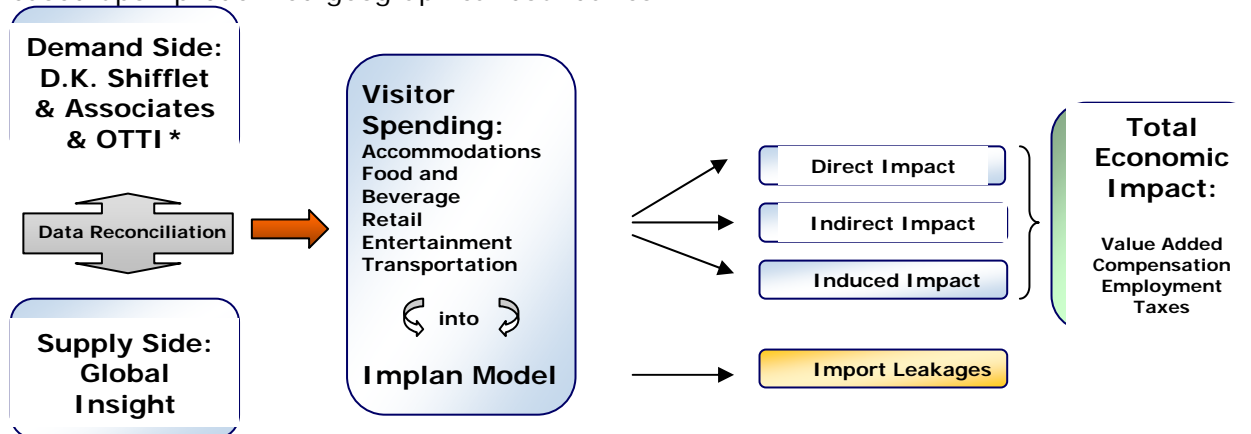 Demand Side:
D.K. Shifflet
& Associates
& OTTI *
Data Reconciliation
Supply Side:
Global
Insight
Visitor
Spending:
Accommodations
Food and
Beverage
Retail
Entertainment
Transportation
into
Implan Model
Direct Impact
Indirect Impact
Induced Impact
Import Leakages
Total
Economic
Impact:
Value Added
Compensation
Employment
Taxes